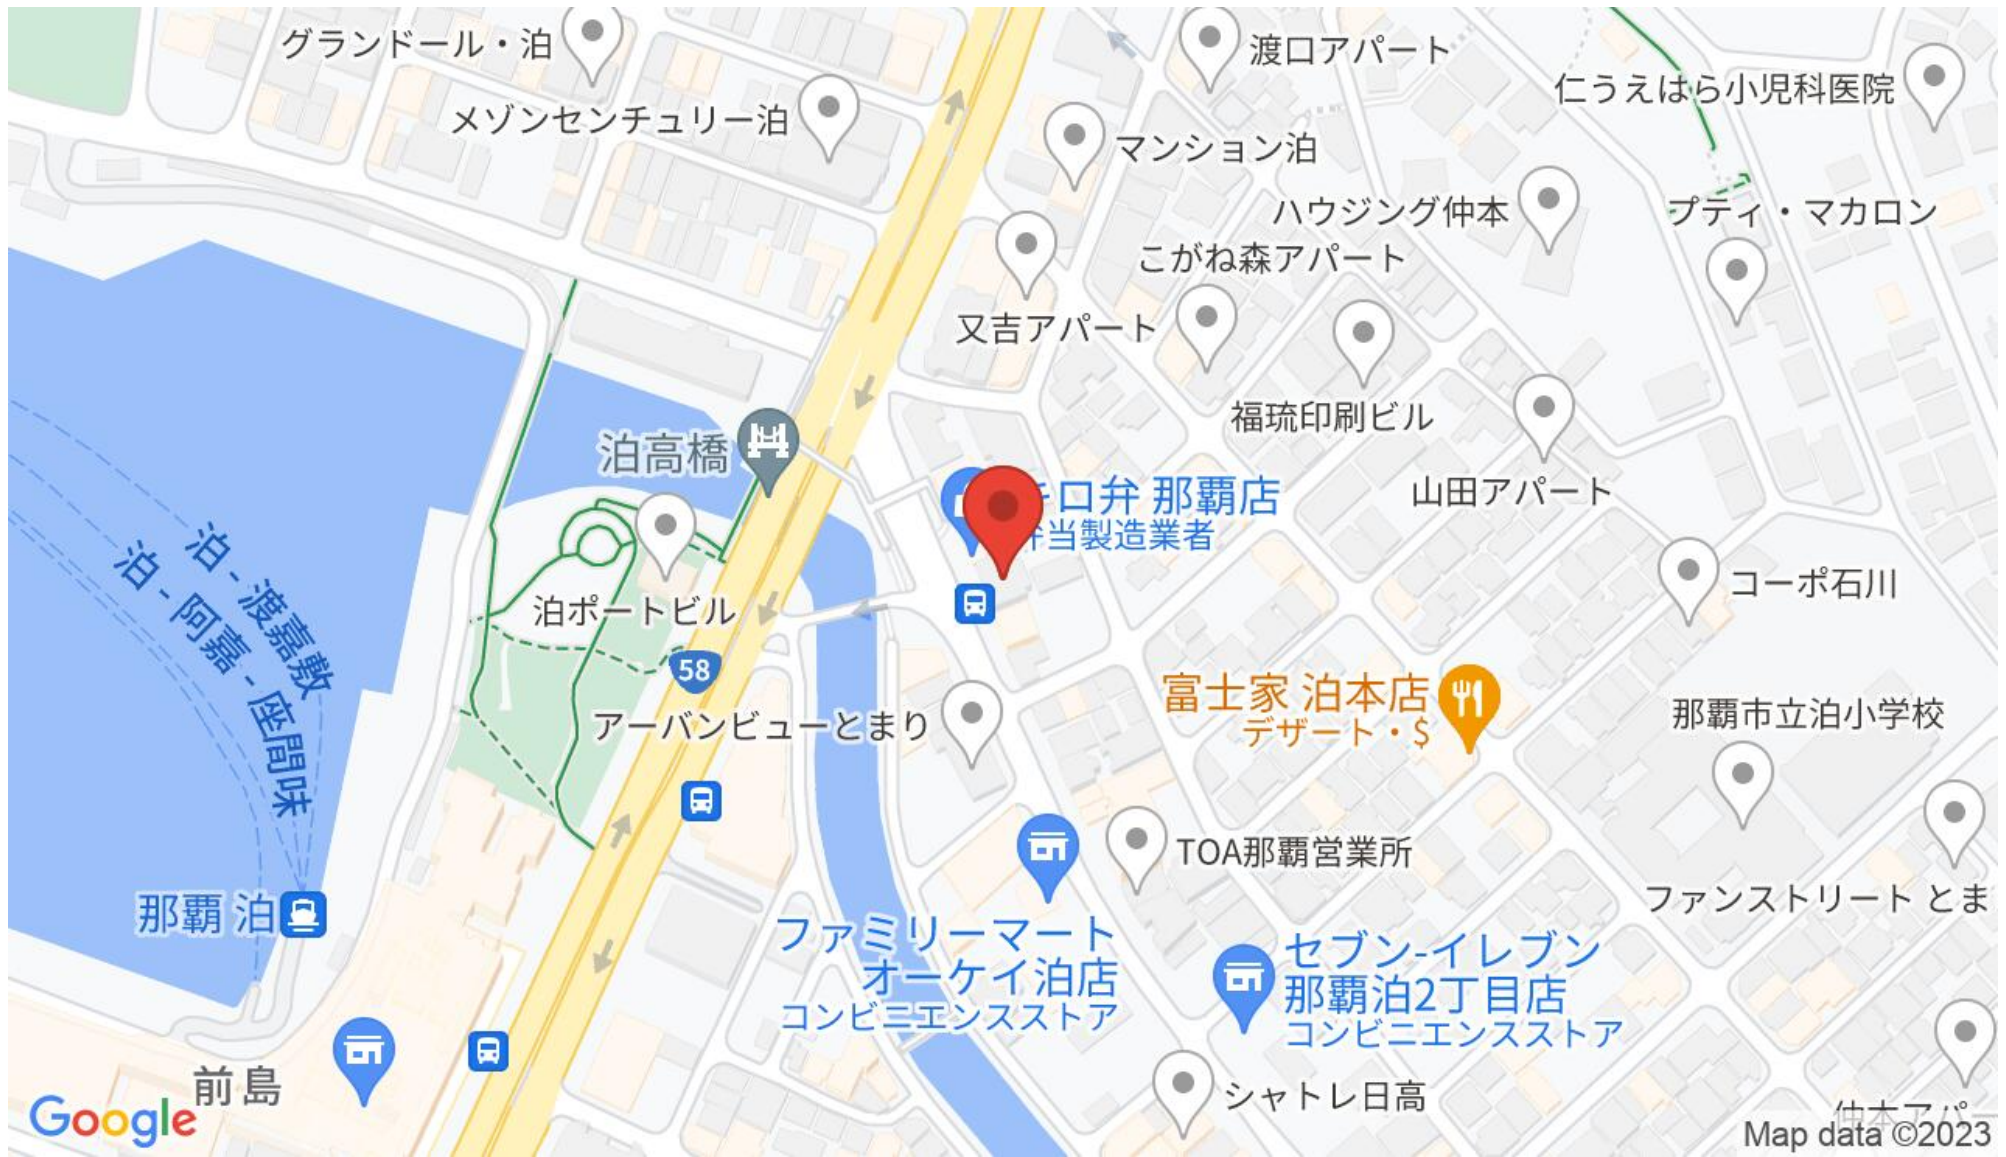 グランドール・泊
渡口アパート
仁うえはら小児科医院
メゾンセンチュリー泊
マンション泊
ハウジング仲本
プティ・マカロン
こがね森アパート
又吉アパート
福琉印刷ビル
泊高橋
山田アパート
キロ弁 那覇店
弁当製造業者
泊 - 渡嘉敷
泊 - 阿嘉 - 座間味
コーポ石川
泊ポートビル
58
富士家 泊本店
デザート・$
アーバンビューとまり
那覇市立泊小学校
TOA那覇営業所
ファンストリート とま
那覇 泊
ファミリーマート
オーケイ泊店
コンビニエンスストア
セブン-イレブン
那覇泊2丁目店
コンビニエンスストア
前島
シャトレ日高
仲本アパー
Google
Map data ©2023